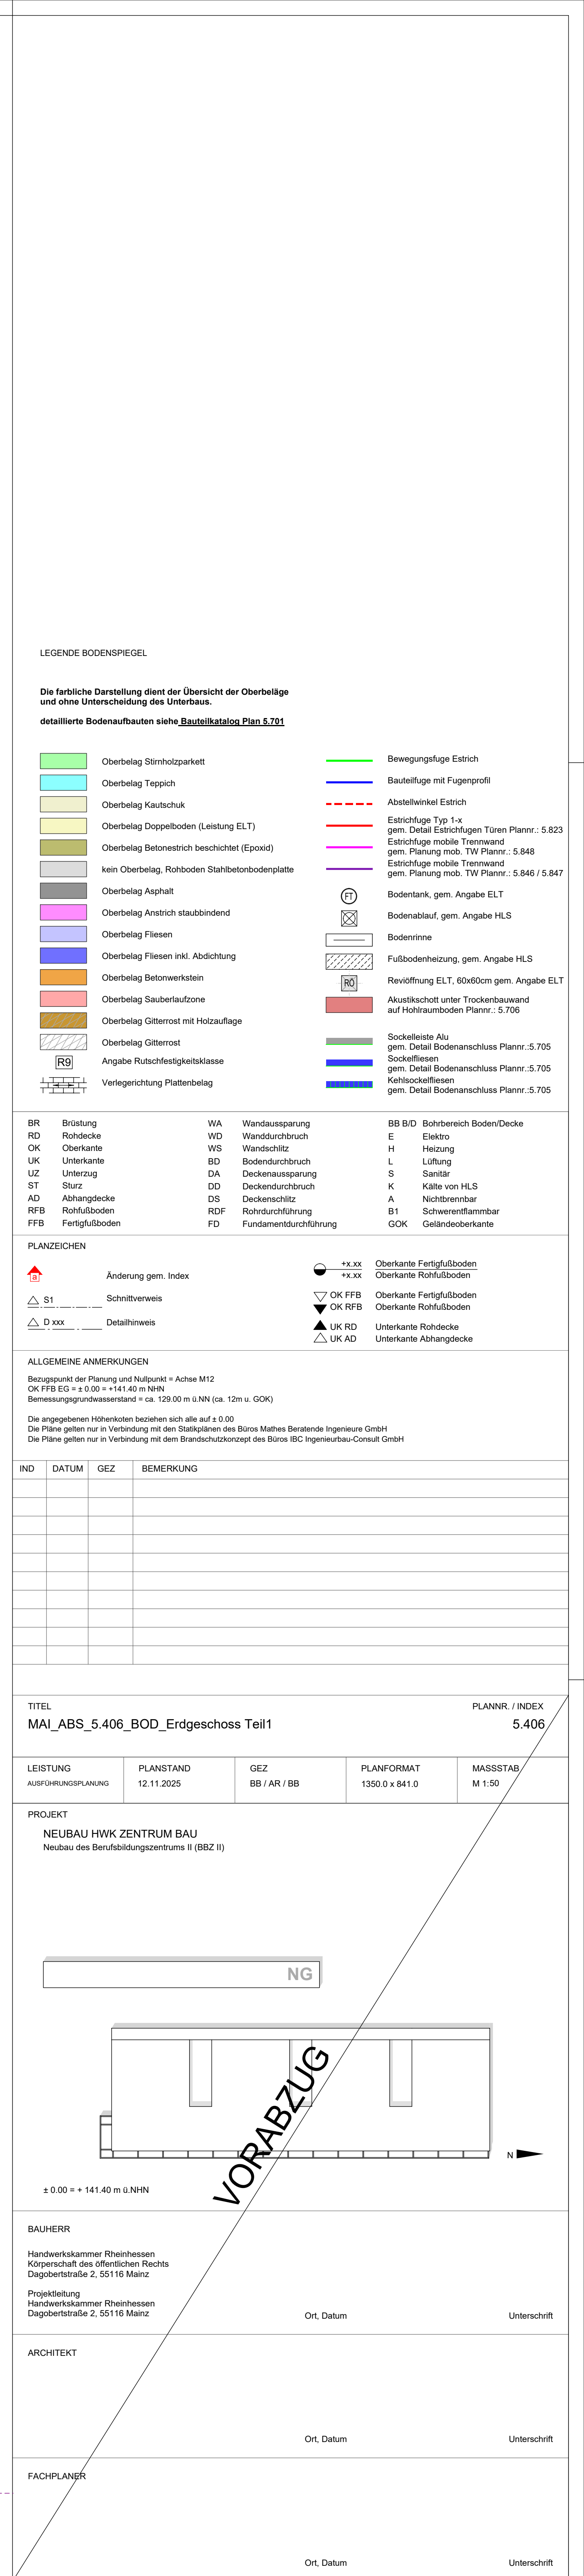 LEGENDE BODENSPIEGEL
Die farbliche Darstellung dient der Übersicht der Oberbeläge
und ohne Unterscheidung des Unterbaus.
detaillierte Bodenaufbauten siehe Bauteilkatalog Plan 5.701
Oberbelag Stirnholzparkett
Oberbelag Teppich
Oberbelag Kautschuk
Oberbelag Doppelboden (Leistung ELT)
Oberbelag Betonestrich beschichtet (Epoxid)
kein Oberbelag, Rohboden Stahlbetonbodenplatte
Oberbelag Asphalt
Oberbelag Anstrich staubbindend
Oberbelag Fliesen
Oberbelag Fliesen inkl. Abdichtung
Oberbelag Betonwerkstein
Oberbelag Sauberlaufzone
Oberbelag Gitterrost mit Holzauflage
Oberbelag Gitterrost
R9 Angabe Rutschfestigkeitsklasse
Verlegerichtung Plattenbelag
Bewegungsfuge Estrich
Bauteilfuge mit Fugenprofil
Abstellwinkel Estrich
Estrichfuge Typ 1-x
gem. Detail Estrichfugen Türen Plannr.: 5.823
Estrichfuge mobile Trennwand
gem. Planung mob. TW Plannr.: 5.848
Estrichfuge mobile Trennwand
gem. Planung mob. TW Plannr.: 5.846 / 5.847
FT Bodentank, gem. Angabe ELT
Bodenablauf, gem. Angabe HLS
Bodenrinne
Fußbodenheizung, gem. Angabe HLS
RÖ Reviöffnung ELT, 60x60cm gem. Angabe ELT
Akustikschott unter Trockenbauwand
auf Hohlraumboden Plannr.: 5.706
Sockelleiste Alu
gem. Detail Bodenanschluss Plannr.:5.705
Sockelfliesen
gem. Detail Bodenanschluss Plannr.:5.705
Kehlsockelfliesen
gem. Detail Bodenanschluss Plannr.:5.705
BR Brüstung
RD Rohdecke
OK Oberkante
UK Unterkante
UZ Unterzug
ST Sturz
AD Abhangdecke
RFB Rohfußboden
FFB Fertigfußboden
WA Wandaussparung
WD Wanddurchbruch
WS Wandschlitz
BD Bodendurchbruch
DA Deckenaussparung
DD Deckendurchbruch
DS Deckenschlitz
RDF Rohrdurchführung
FD Fundamentdurchführung
BB B/D Bohrbereich Boden/Decke
E Elektro
H Heizung
L Lüftung
S Sanitär
K Kälte von HLS
A Nichtbrennbar
B1 Schwerentflammbar
GOK Geländeoberkante
PLANZEICHEN
a Änderung gem. Index
S1 Schnittverweis
D xxx Detailhinweis
+x.xx Oberkante Fertigfußboden
+x.xx Oberkante Rohfußboden
OK FFB Oberkante Fertigfußboden
OK RFB Oberkante Rohfußboden
UK RD Unterkante Rohdecke
UK AD Unterkante Abhangdecke
ALLGEMEINE ANMERKUNGEN
Bezugspunkt der Planung und Nullpunkt = Achse M12
OK FFB EG = ± 0.00 = +141.40 m NHN
Bemessungsgrundwasserstand = ca. 129.00 m ü.NN (ca. 12m u. GOK)
Die angegebenen Höhenkoten beziehen sich alle auf ± 0.00
Die Pläne gelten nur in Verbindung mit den Statikplänen des Büros Mathes Beratende Ingenieure GmbH
Die Pläne gelten nur in Verbindung mit dem Brandschutzkonzept des Büros IBC Ingenieurbau-Consult GmbH
IND DATUM GEZ BEMERKUNG
TITEL PLANNR. / INDEX
MAI_ABS_5.406_BOD_Erdgeschoss Teil1 5.406
LEISTUNG PLANSTAND GEZ PLANFORMAT MASSSTAB
AUSFÜHRUNGSPLANUNG 12.11.2025 BB / AR / BB 1350.0 x 841.0 M 1:50
PROJEKT
NEUBAU HWK ZENTRUM BAU
Neubau des Berufsbildungszentrums II (BBZ II)
NG
VORABZUG
N
± 0.00 = + 141.40 m ü.NHN
BAUHERR
Handwerkskammer Rheinhessen
Körperschaft des öffentlichen Rechts
Dagobertstraße 2, 55116 Mainz
Projektleitung
Handwerkskammer Rheinhessen
Dagobertstraße 2, 55116 Mainz
Ort, Datum Unterschrift
ARCHITEKT
Ort, Datum Unterschrift
FACHPLANER
Ort, Datum Unterschrift